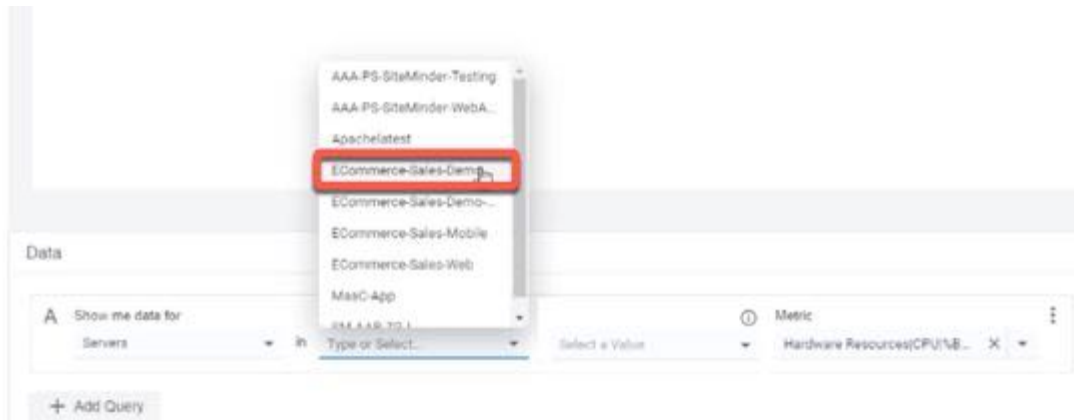 AAA-PS-SiteMinder-Testing
AAA-PS-SiteMinder-WebA...
Apachelatest
ECommerce-Sales-Demo
ECommerce-Sales-Demo-...
ECommerce-Sales-Mobile
ECommerce-Sales-Web
MaaC-App
Data
A Show me data for
Metric
Servers in Type or Select... Select a Value Hardware Resources|CPU|%B...
+ Add Query